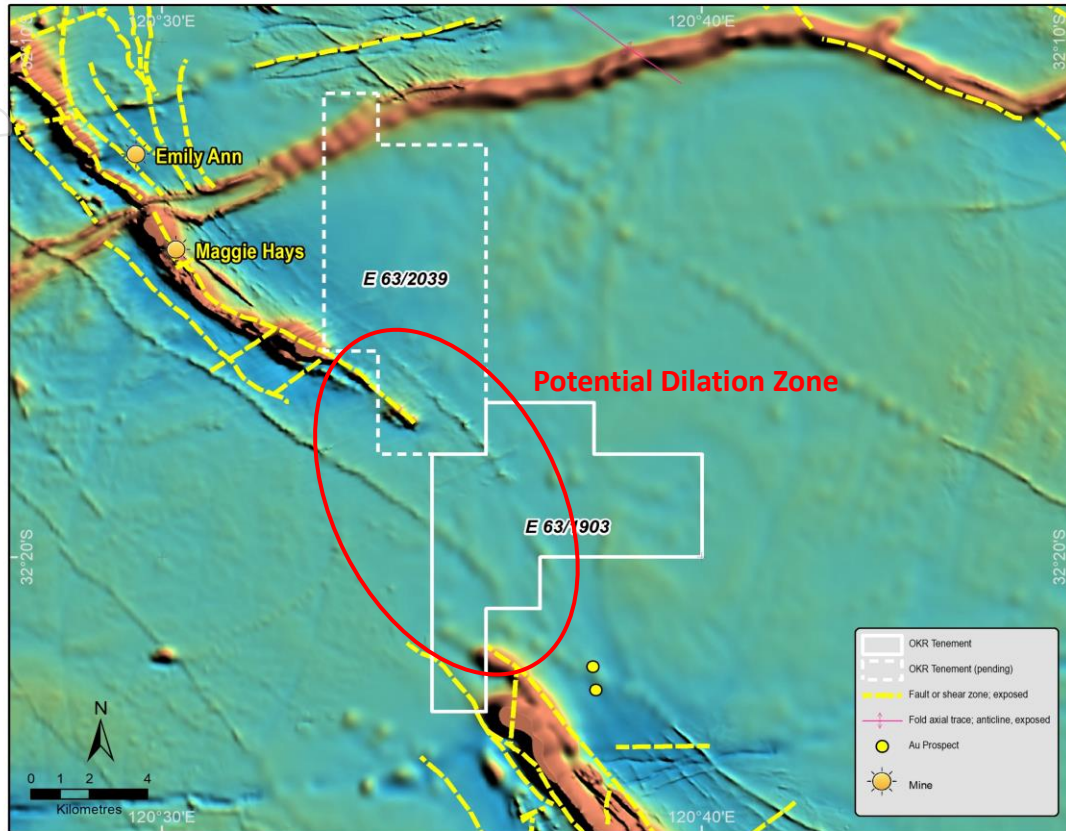 120°30'E
120°40'E
32°10'S
32°10'S
Emily Ann
Maggie Hays
E 63/2039
Potential Dilation Zone
E 63/1903
32°20'S
32°20'S
OKR Tenement
OKR Tenement (pending)
Fault or shear zone; exposed
Fold axial trace; anticline, exposed
Au Prospect
Mine
N
0 1 2 4
Kilometres
120°30'E
120°40'E